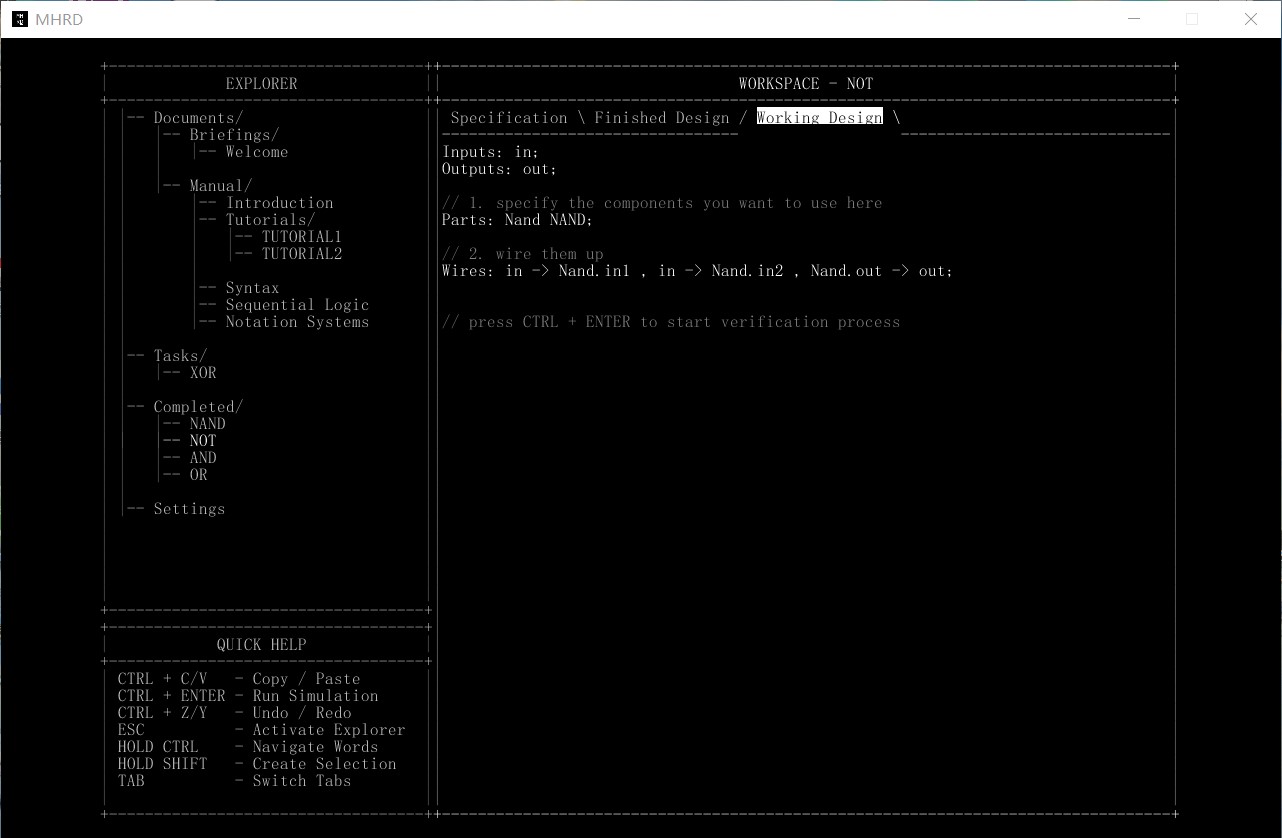 MHRD
EXPLORER
-- Documents/
-- Briefings/
-- Welcome
-- Manual/
-- Introduction
-- Tutorials/
-- TUTORIAL1
-- TUTORIAL2
-- Syntax
-- Sequential Logic
-- Notation Systems
-- Tasks/
-- XOR
-- Completed/
-- NAND
-- NOT
-- AND
-- OR
-- Settings
QUICK HELP
CTRL + C/V - Copy / Paste
CTRL + ENTER - Run Simulation
CTRL + Z/Y - Undo / Redo
ESC - Activate Explorer
HOLD CTRL - Navigate Words
HOLD SHIFT - Create Selection
TAB - Switch Tabs
WORKSPACE - NOT
Specification \ Finished Design / Working Design \
Inputs: in;
Outputs: out;
// 1. specify the components you want to use here
Parts: Nand NAND;
// 2. wire them up
Wires: in -> Nand.in1 , in -> Nand.in2 , Nand.out -> out;
// press CTRL + ENTER to start verification process